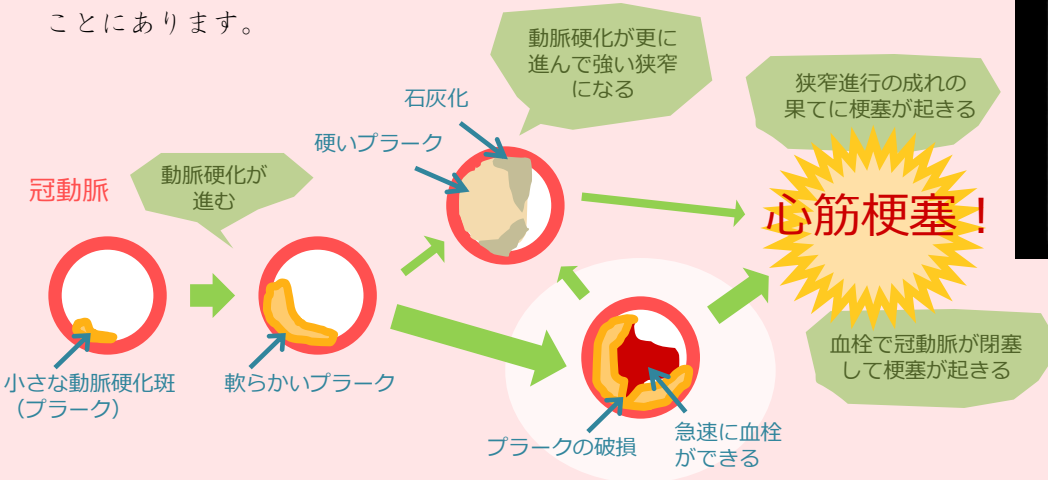 ことにあります。
動脈硬化が更に
進んで強い狭窄
になる
狭窄進行の成れの
果てに梗塞が起きる
石灰化
硬いプラーク
動脈硬化が
進む
冠動脈
心筋梗塞！
小さな動脈硬化斑
（プラーク）
軟らかいプラーク
血栓で冠動脈が閉塞
して梗塞が起きる
プラークの破損
急速に血栓
ができる